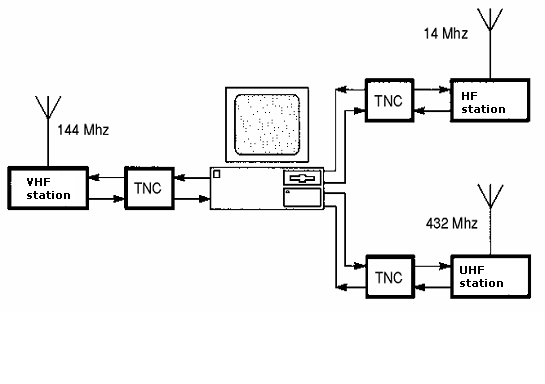 14 Mhz
HF
station
TNC
144 Mhz
VHF
station
TNC
432 Mhz
UHF
station
TNC